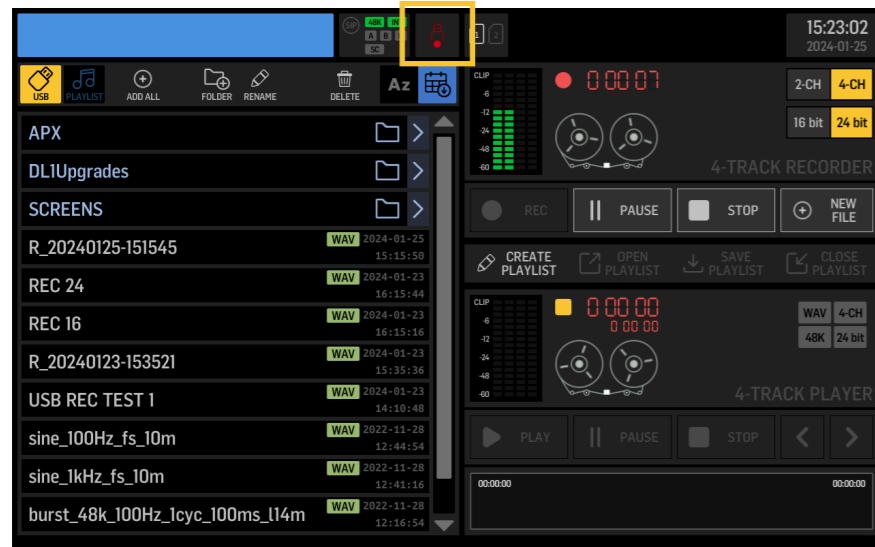 SIP 48K INT
A B C
SC
1 2
15:23:02
2024-01-25
USB PLAYLIST ADD ALL FOLDER RENAME DELETE AZ
APX
DL1Upgrades
SCREENS
R_20240125-151545 WAV 2024-01-25
15:15:50
REC 24 WAV 2024-01-23
16:15:44
REC 16 WAV 2024-01-23
16:15:16
R_20240123-153521 WAV 2024-01-23
15:35:36
USB REC TEST 1 WAV 2024-01-23
14:10:48
sine_100Hz_fs_10m WAV 2022-11-28
12:44:54
sine_1kHz_fs_10m WAV 2022-11-28
12:41:16
burst_48k_100Hz_1cyc_100ms_l14m WAV 2022-11-28
12:16:54
CLIP
-6
-12
-24
-48
-60
0 00 07
2-CH 4-CH
16 bit 24 bit
4-TRACK RECORDER
REC PAUSE STOP NEW
FILE
CREATE
PLAYLIST
OPEN
PLAYLIST
SAVE
PLAYLIST
CLOSE
PLAYLIST
CLIP
-6
-12
-24
-48
-60
0 00 00
0 00 00
WAV 4-CH
48K 24 bit
4-TRACK PLAYER
PLAY PAUSE STOP
00:00:00 00:00:00